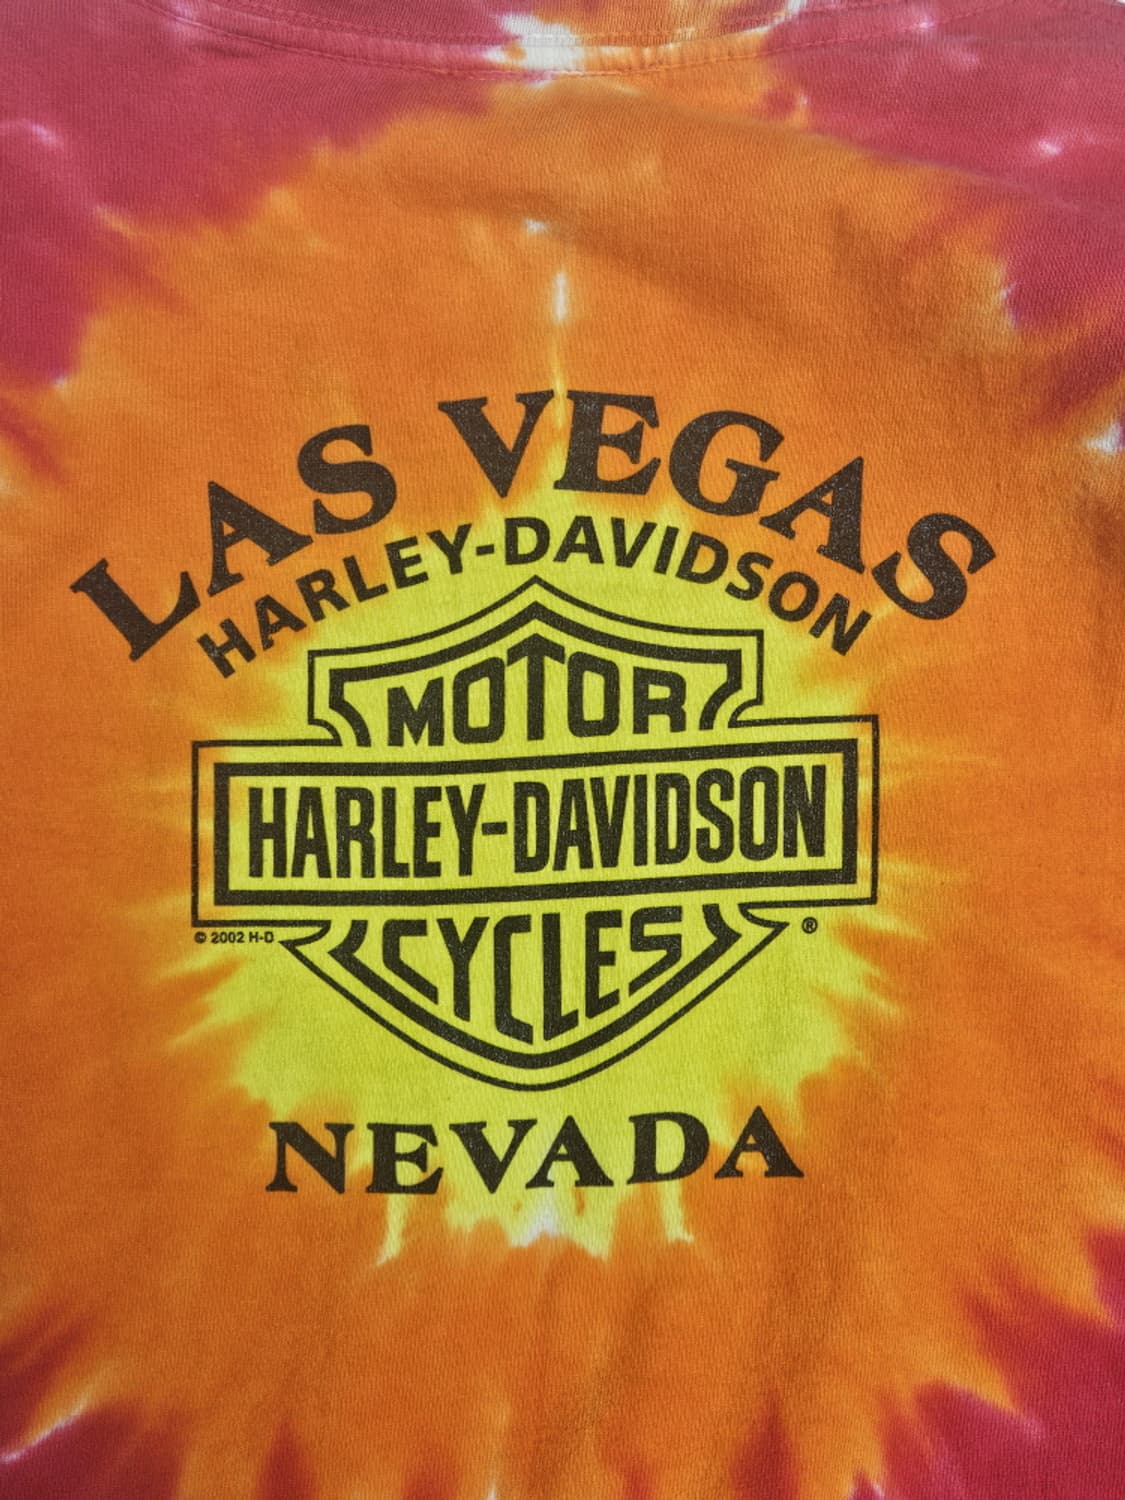 LAS VEGAS
HARLEY-DAVIDSON
MOTOR
HARLEY-DAVIDSON
CYCLES
© 2002 H-D
®
NEVADA